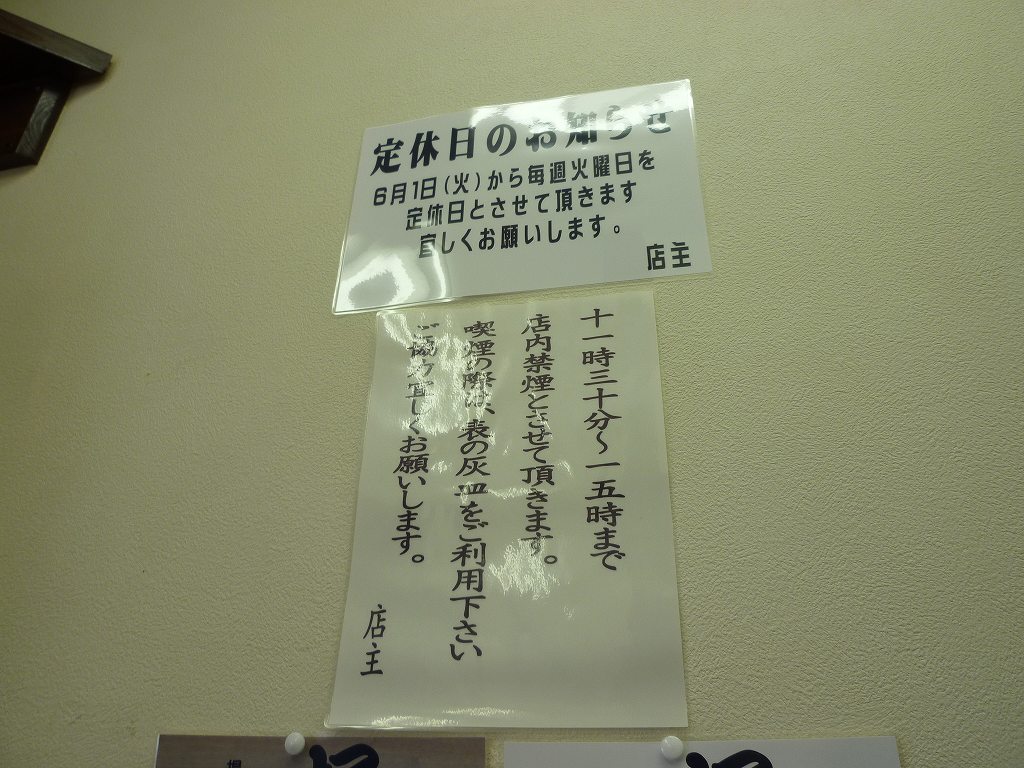 定休日のお知らせ
6月1日(火)から毎週火曜日を
定休日とさせて頂きます
宜しくお願いします。
店主
十一時三十分～一五時まで
店内禁煙とさせて頂きます。
喫煙の際は、表の灰皿をご利用下さい
ご協力宜しくお願いします。
店主